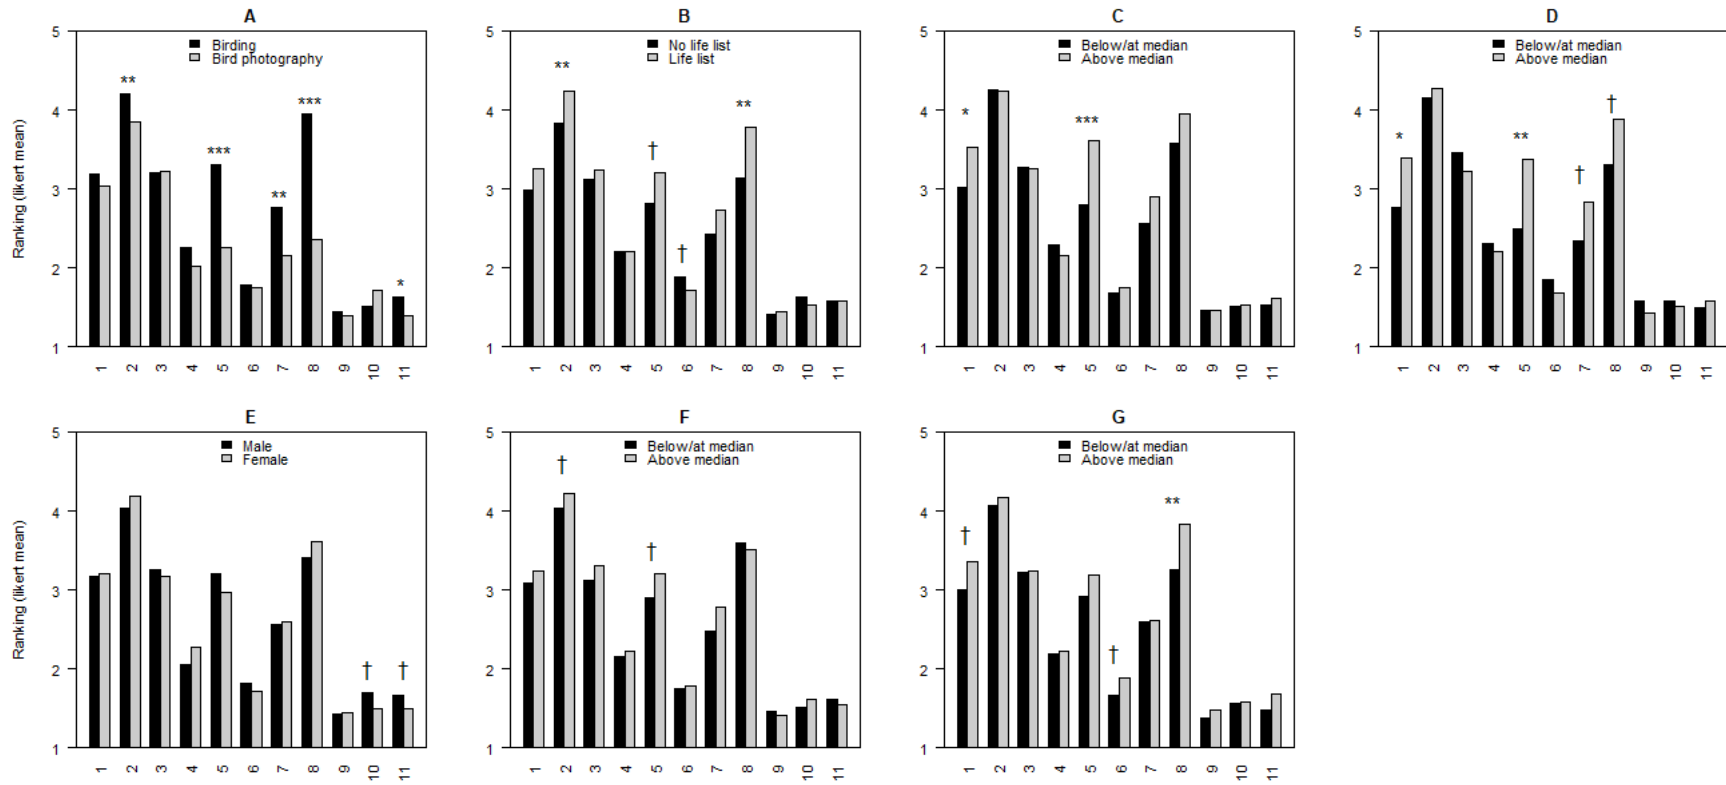 A
Ranking (likert mean)
5
4
3
2
1
Birding
Bird photography
**
***
**
***
*
1 2 3 4 5 6 7 8 9 10 11
B
5
4
3
2
1
No life list
Life list
**
†
†
**
1 2 3 4 5 6 7 8 9 10 11
C
5
4
3
2
1
Below/at median
Above median
*
***
1 2 3 4 5 6 7 8 9 10 11
D
5
4
3
2
1
Below/at median
Above median
*
**
†
†
1 2 3 4 5 6 7 8 9 10 11
E
Ranking (likert mean)
5
4
3
2
1
Male
Female
†
†
1 2 3 4 5 6 7 8 9 10 11
F
5
4
3
2
1
Below/at median
Above median
†
†
1 2 3 4 5 6 7 8 9 10 11
G
5
4
3
2
1
Below/at median
Above median
†
†
**
1 2 3 4 5 6 7 8 9 10 11